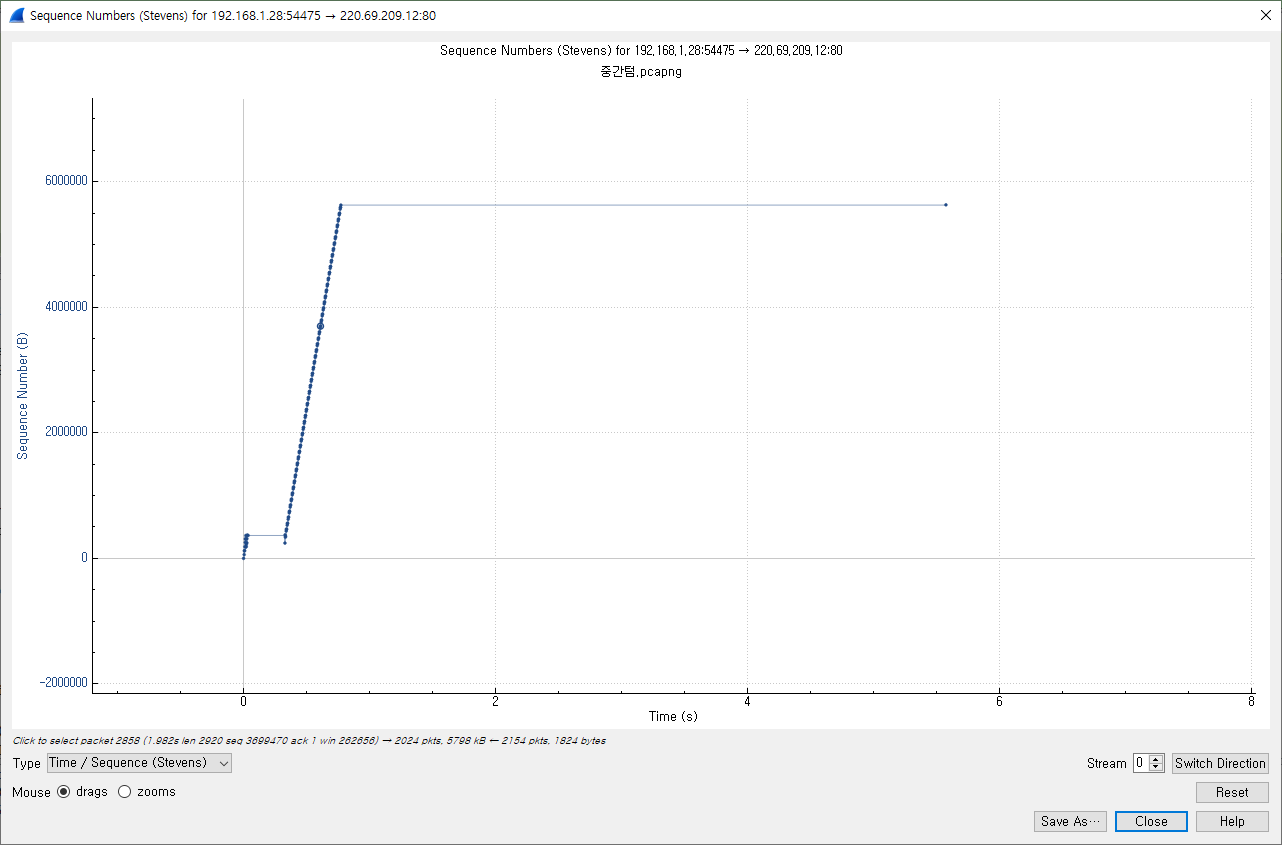 Sequence Numbers (Stevens) for 192.168.1.28:54475 → 220.69.209.12:80
Sequence Numbers (Stevens) for 192.168.1.28:54475 → 220.69.209.12:80
중간텀.pcapng
6000000
4000000
2000000
0
-2000000
Sequence Number (B)
0 2 4 6 8
Time (s)
Click to select packet 2858 (1.982s len 2920 seq 3699470 ack 1 win 262656) → 2024 pkts, 5798 kB ← 2154 pkts, 1824 bytes
Type Time / Sequence (Stevens) Stream 0 Switch Direction
Mouse drags zooms Reset
Save As… Close Help